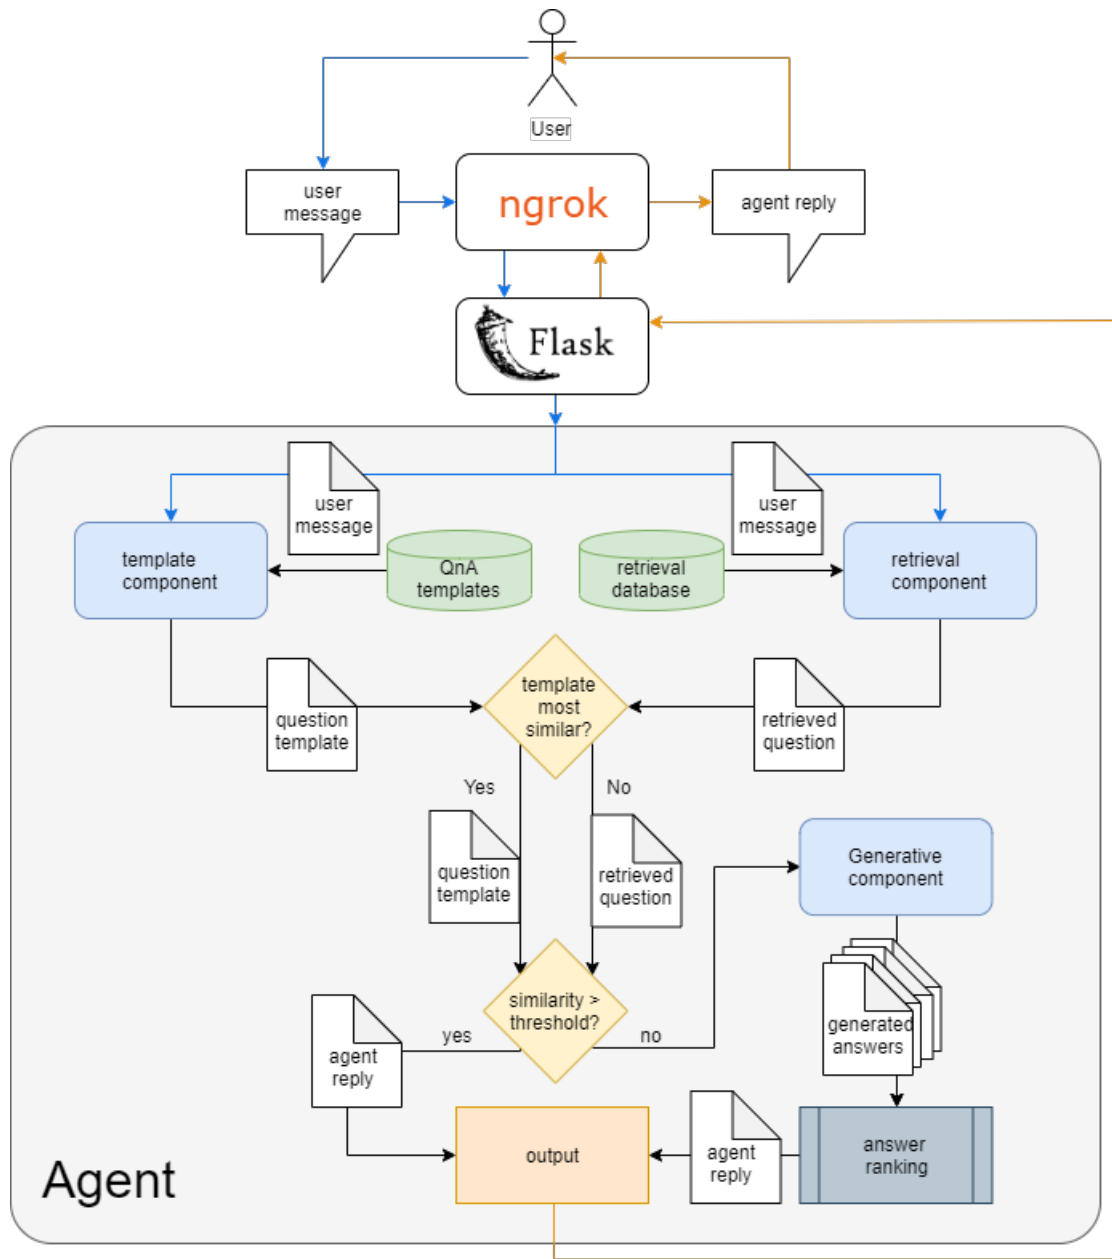 User
user
message
ngrok
agent reply
Flask
user
message
user
message
template
component
QnA
templates
retrieval
database
retrieval
component
question
template
template
most
similar?
retrieved
question
Yes
No
question
template
retrieved
question
Generative
component
similarity >
threshold?
yes
no
generated
answers
agent
reply
output
agent
reply
answer
ranking
Agent